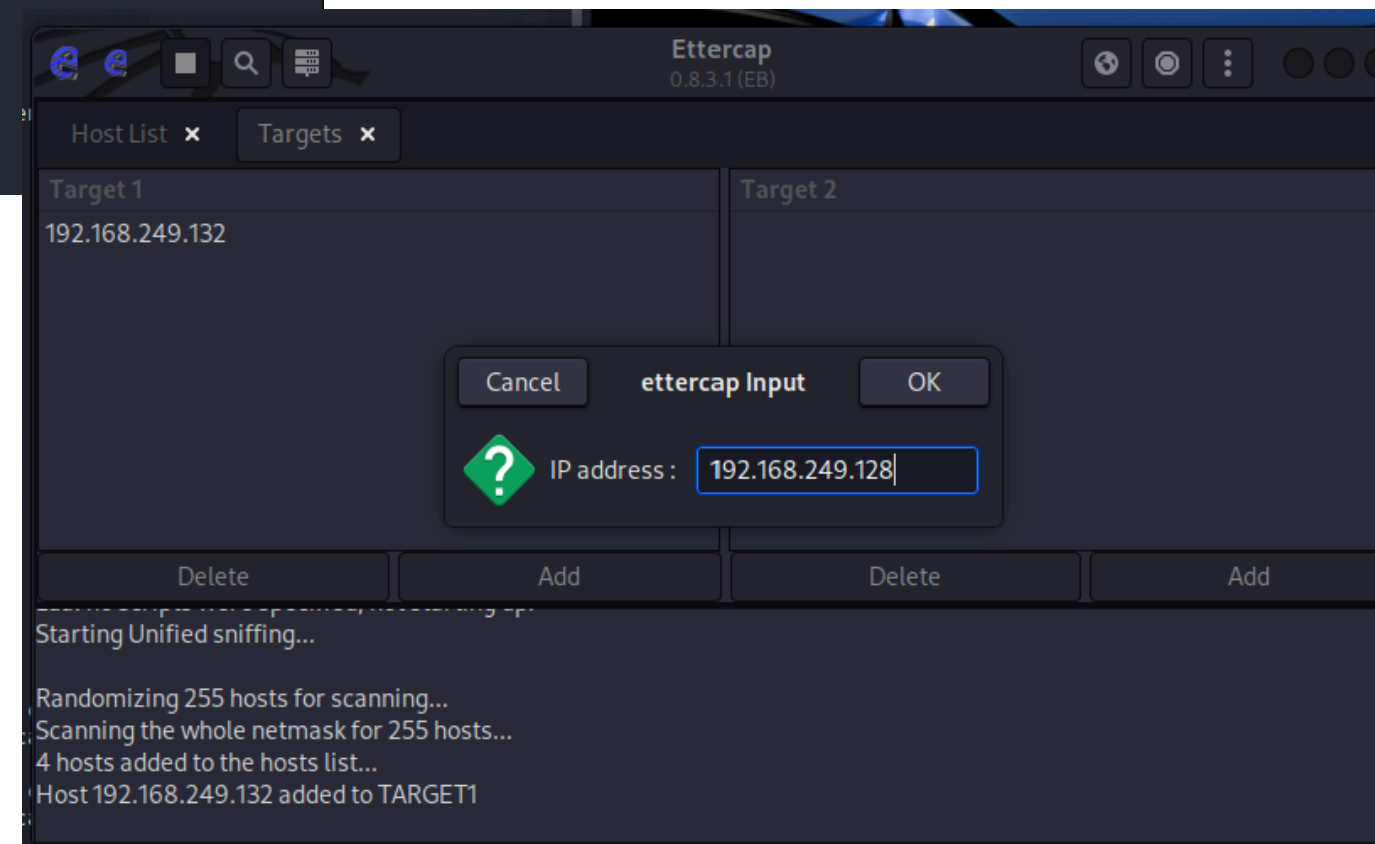 Ettercap
0.8.3.1 (EB)
Host List × Targets ×
Target 1 Target 2
192.168.249.132
Cancel ettercap Input OK
IP address : 192.168.249.128
Delete Add Delete Add
Starting Unified sniffing...
Randomizing 255 hosts for scanning...
Scanning the whole netmask for 255 hosts...
4 hosts added to the hosts list...
Host 192.168.249.132 added to TARGET1